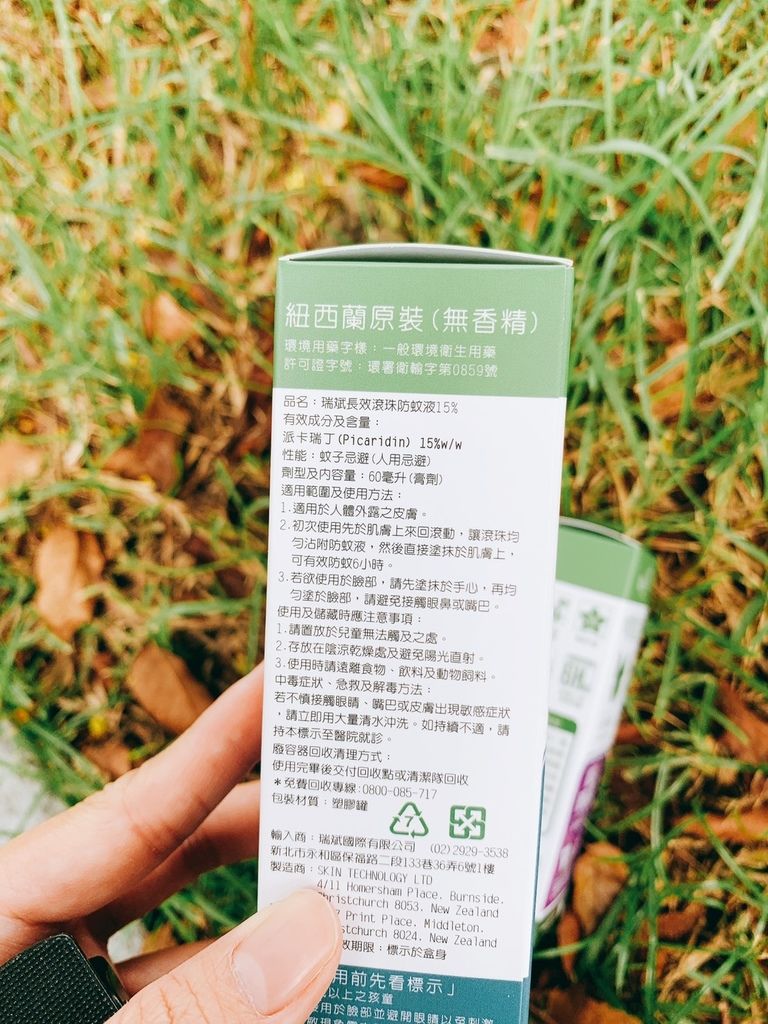 紐西蘭原裝(無香精)
環境用藥字樣：一般環境衛生用藥
許可證字號：環署衛輸字第0859號
品名：瑞斌長效滾珠防蚊液15%
有效成分及含量：
派卡瑞丁(Picaridin) 15%w/w
性能：蚊子忌避(人用忌避)
劑型及內容量：60毫升(膏劑)
適用範圍及使用方法：
1.適用於人體外露之皮膚。
2.初次使用先於肌膚上來回滾動，讓滾珠均
勻沾附防蚊液，然後直接塗抹於肌膚上，
可有效防蚊6小時。
3.若欲使用於臉部，請先塗抹於手心，再均
勻塗於臉部，請避免接觸眼鼻或嘴巴。
使用及儲藏時應注意事項：
1.請置放於兒童無法觸及之處。
2.存放在陰涼乾燥處及避免陽光直射。
3.使用時請遠離食物、飲料及動物飼料。
中毒症狀、急救及解毒方法：
若不慎接觸眼睛、嘴巴或皮膚出現敏感症狀
，請立即用大量清水沖洗。如持續不適，請
持本標示至醫院就診。
廢容器回收清理方式：
使用完畢後交付回收點或清潔隊回收
*免費回收專線:0800-085-717
包裝材質：塑膠罐
7
輸入商：瑞斌國際有限公司 (02)2929-3538
新北市永和區保福路二段133巷36弄6號1樓
製造商：SKIN TECHNOLOGY LTD
4/11 Homersham Place. Burnside.
hristchurch 8053. New Zealand
Print Place. Middleton.
stchurch 8024. New Zealand
效期限：標示於盒身
用前先看標示」
以上之孩童
使用於臉部並避開眼睛以免刺激